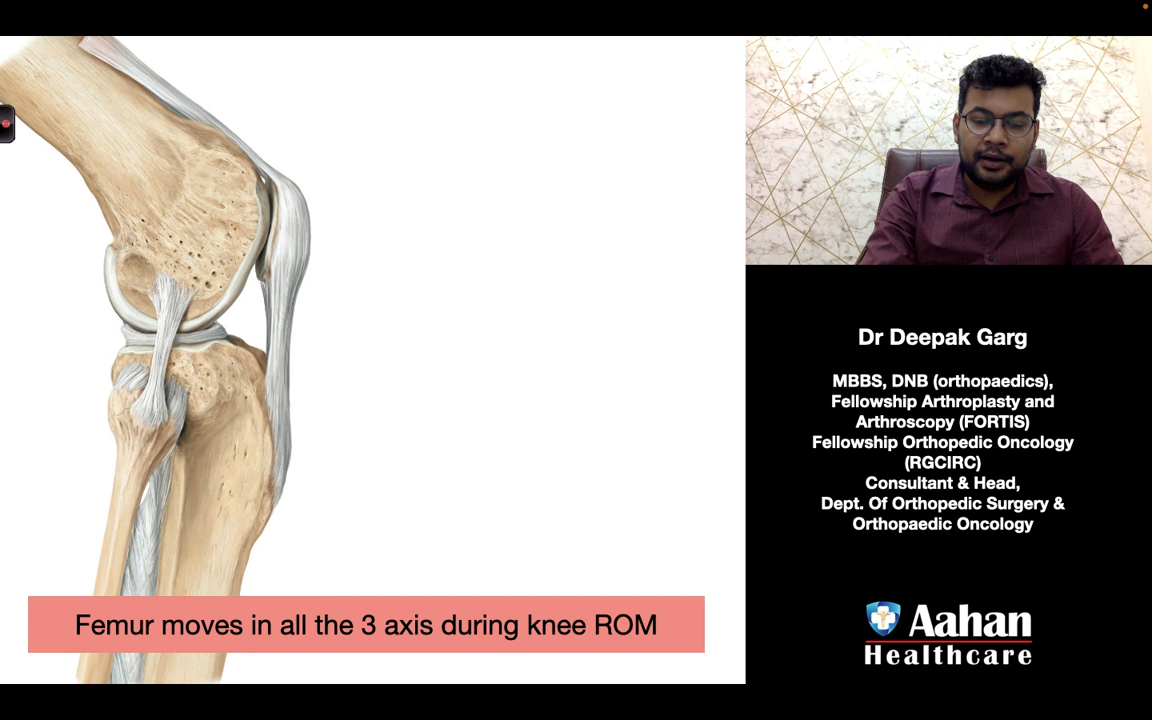 Femur moves in all the 3 axis during knee ROM
Dr Deepak Garg
MBBS, DNB (orthopaedics),
Fellowship Arthroplasty and
Arthroscopy (FORTIS)
Fellowship Orthopedic Oncology
(RGCIRC)
Consultant & Head,
Dept. Of Orthopedic Surgery &
Orthopaedic Oncology
Aahan
Healthcare